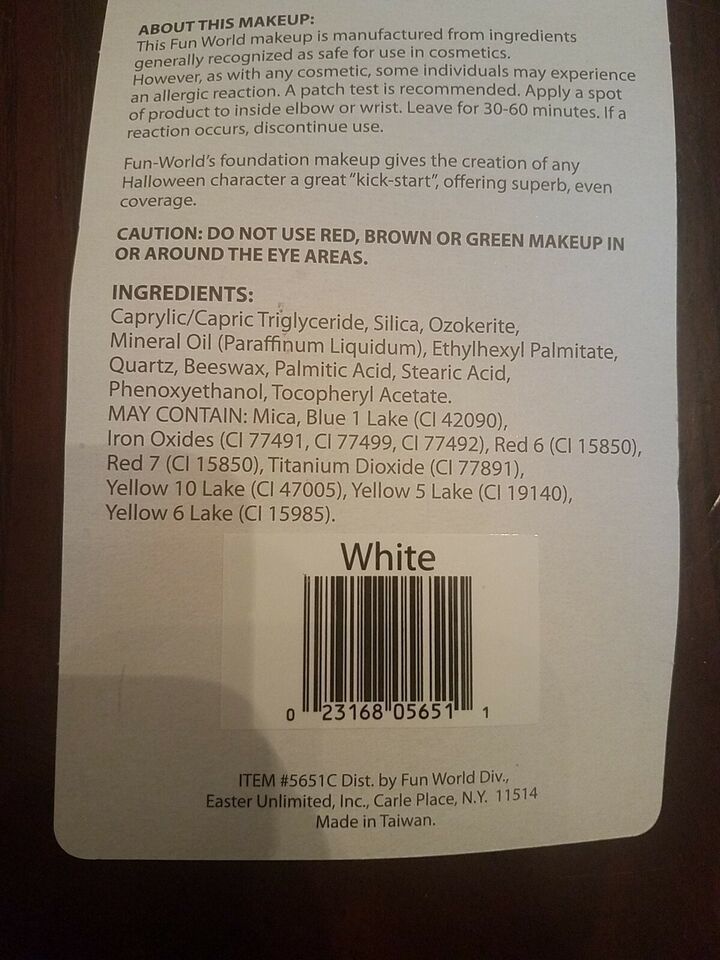 ABOUT THIS MAKEUP:
This Fun World makeup is manufactured from ingredients
generally recognized as safe for use in cosmetics.
However, as with any cosmetic, some individuals may experience
an allergic reaction. A patch test is recommended. Apply a spot
of product to inside elbow or wrist. Leave for 30-60 minutes. If a
reaction occurs, discontinue use.
Fun-World's foundation makeup gives the creation of any
Halloween character a great "kick-start", offering superb, even
coverage.
CAUTION: DO NOT USE RED, BROWN OR GREEN MAKEUP IN
OR AROUND THE EYE AREAS.
INGREDIENTS:
Caprylic/Capric Triglyceride, Silica, Ozokerite,
Mineral Oil (Paraffinum Liquidum), Ethylhexyl Palmitate,
Quartz, Beeswax, Palmitic Acid, Stearic Acid,
Phenoxyethanol, Tocopheryl Acetate.
MAY CONTAIN: Mica, Blue 1 Lake (CI 42090),
Iron Oxides (CI 77491, CI 77499, CI 77492), Red 6 (CI 15850),
Red 7 (CI 15850), Titanium Dioxide (CI 77891),
Yellow 10 Lake (CI 47005), Yellow 5 Lake (CI 19140),
Yellow 6 Lake (CI 15985).
White
0 23168 05651 1
ITEM #5651C Dist. by Fun World Div.,
Easter Unlimited, Inc., Carle Place, N.Y. 11514
Made in Taiwan.